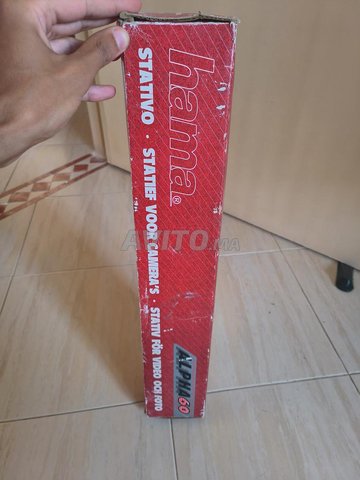 hama®
STATIVO · STATIEF VOOR CAMERA'S · STATIV FÖR VIDEO OCH FOTO
ALPHA 60
AVITO.MA